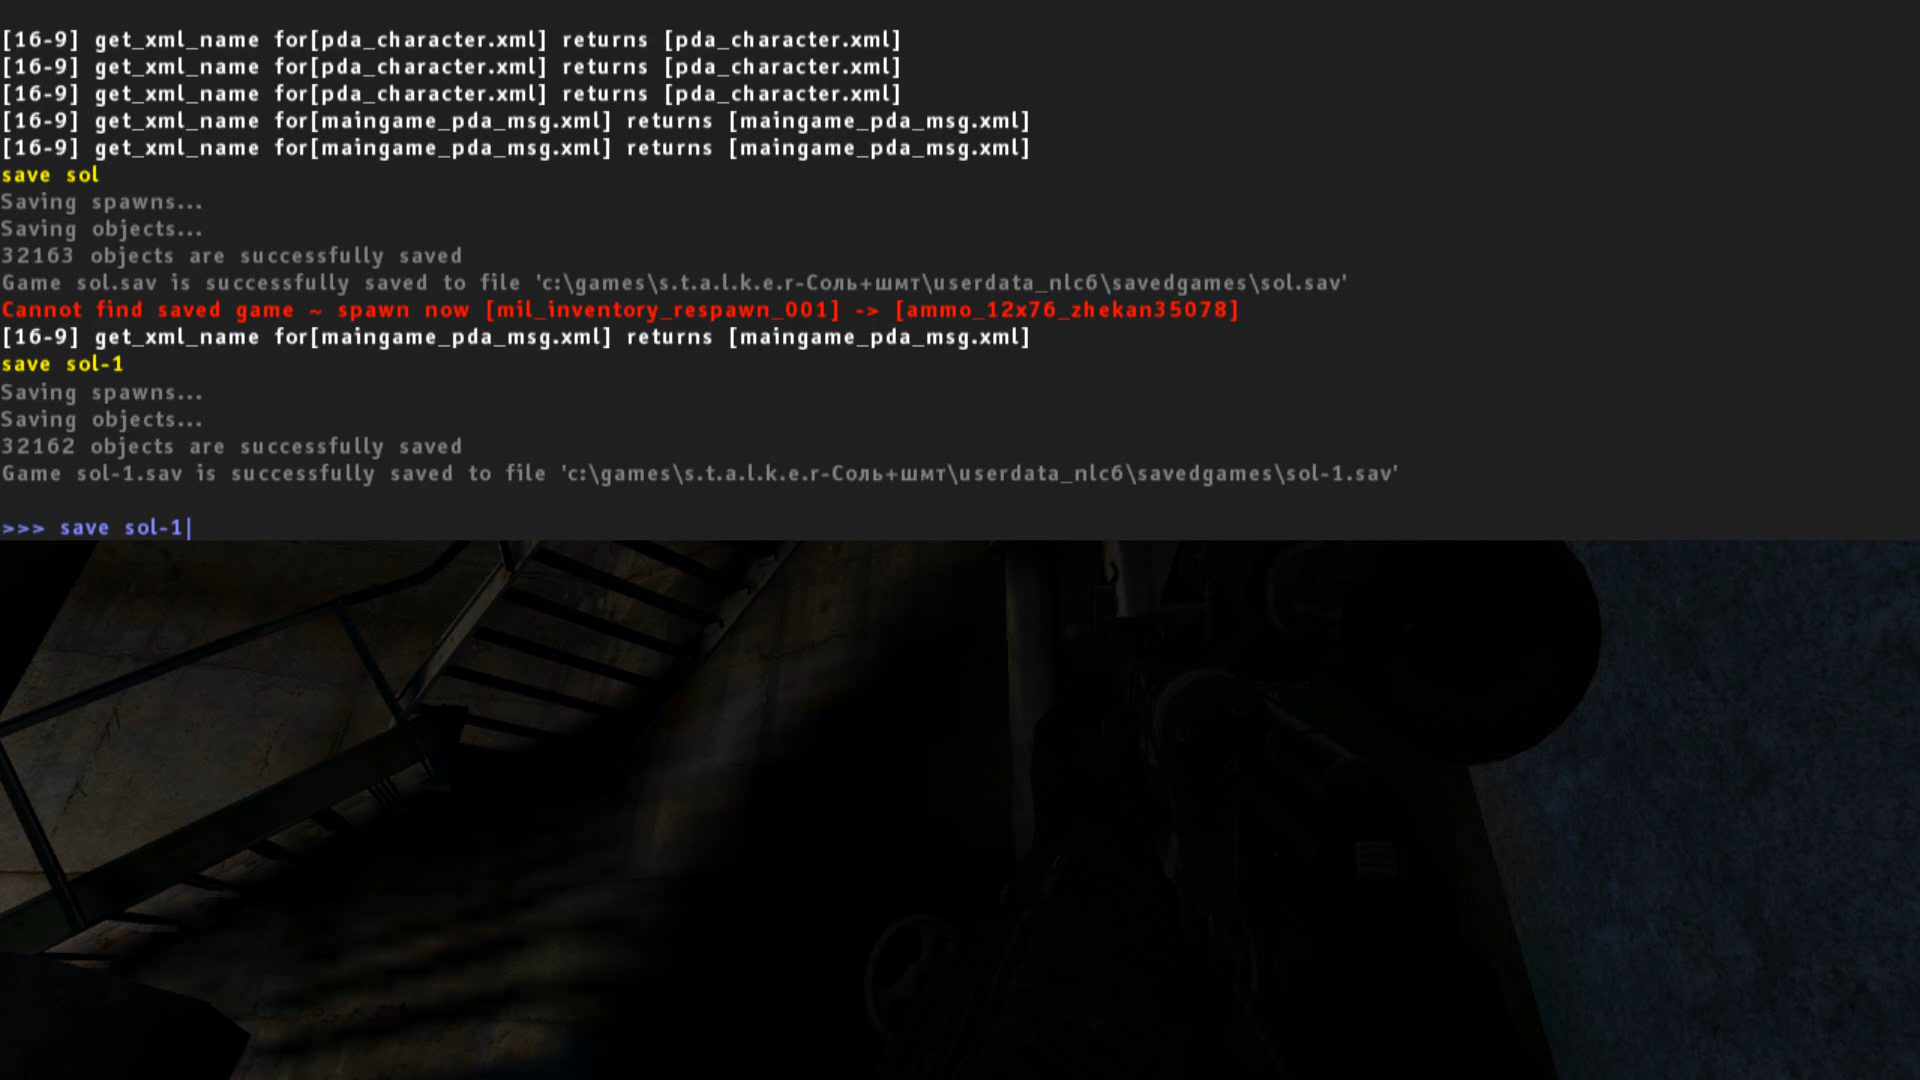 [16-9] get_xml_name for[pda_character.xml] returns [pda_character.xml]
[16-9] get_xml_name for[pda_character.xml] returns [pda_character.xml]
[16-9] get_xml_name for[pda_character.xml] returns [pda_character.xml]
[16-9] get_xml_name for[maingame_pda_msg.xml] returns [maingame_pda_msg.xml]
[16-9] get_xml_name for[maingame_pda_msg.xml] returns [maingame_pda_msg.xml]
save sol
Saving spawns...
Saving objects...
32163 objects are successfully saved
Game sol.sav is successfully saved to file 'c:\games\s.t.a.l.k.e.r-Соль+шмт\userdata_nlc6\savedgames\sol.sav'
Cannot find saved game ~ spawn now [mil_inventory_respawn_001] -> [ammo_12x76_zhekan35078]
[16-9] get_xml_name for[maingame_pda_msg.xml] returns [maingame_pda_msg.xml]
save sol-1
Saving spawns...
Saving objects...
32162 objects are successfully saved
Game sol-1.sav is successfully saved to file 'c:\games\s.t.a.l.k.e.r-Соль+шмт\userdata_nlc6\savedgames\sol-1.sav'
>>> save sol-1